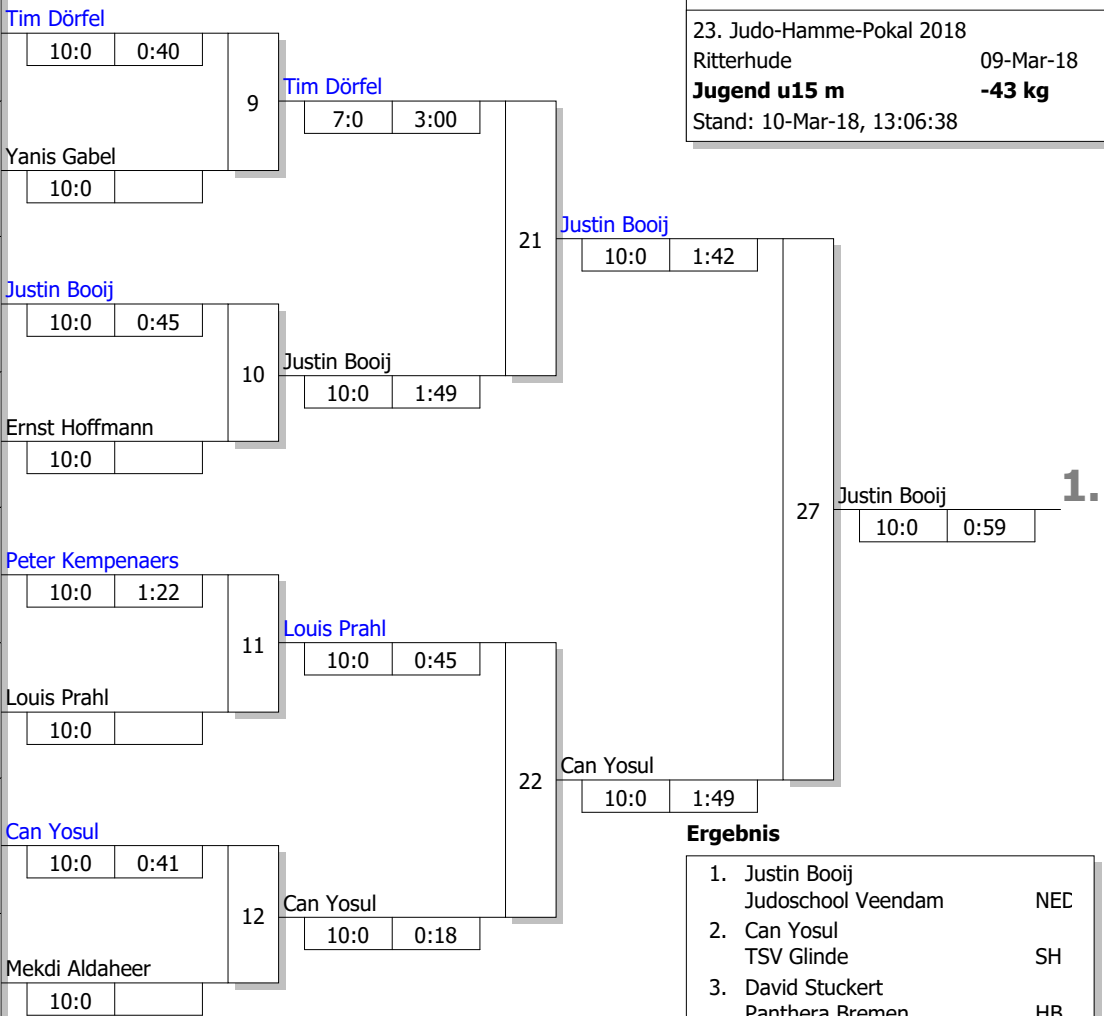 Tim Dörfel
10:0 0:40
9
Yanis Gabel
10:0
Justin Booij
10:0 0:45
10
Ernst Hoffmann
10:0
Peter Kempenaers
10:0 1:22
11
Louis Prahl
10:0
Can Yosul
10:0 0:41
12
Mekdi Aldaheer
10:0
Tim Dörfel
7:0 3:00
21
Justin Booij
10:0 1:49
Louis Prahl
10:0 0:45
22
Can Yosul
10:0 0:18
Justin Booij
10:0 1:42
27
Can Yosul
10:0 1:49
Justin Booij 1.
10:0 0:59
23. Judo-Hamme-Pokal 2018
Ritterhude 09-Mar-18
Jugend u15 m -43 kg
Stand: 10-Mar-18, 13:06:38
Ergebnis
1. Justin Booij
Judoschool Veendam NED
2. Can Yosul
TSV Glinde SH
3. David Stuckert
Panthera Bremen HB